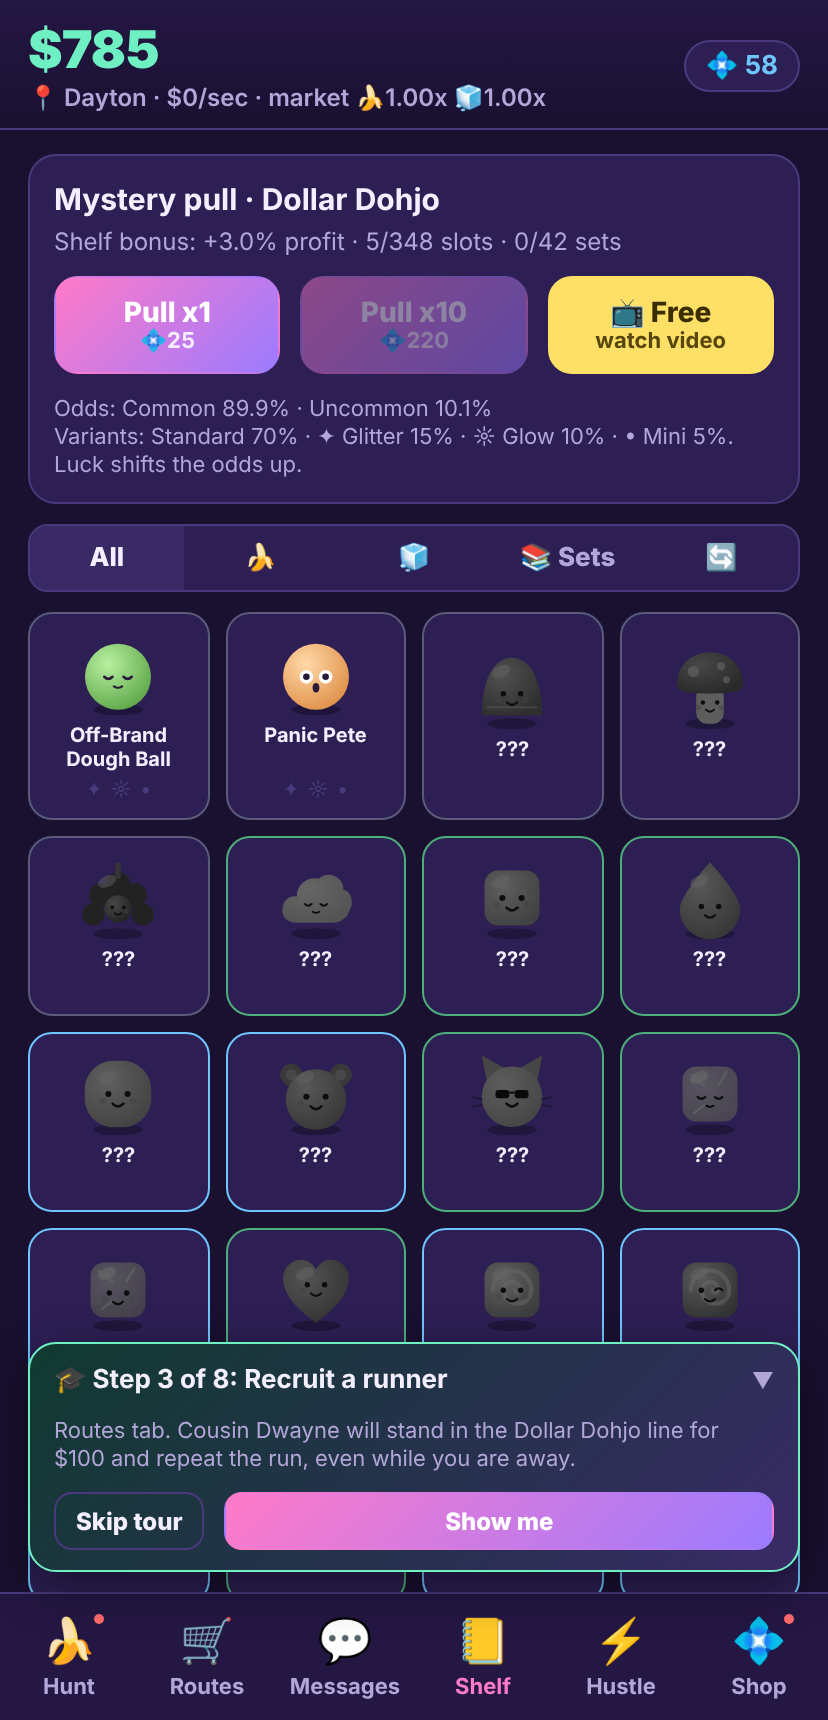 $785
📍 Dayton · $0/sec · market 🍌1.00x 🧊1.00x
💠 58
Mystery pull · Dollar Dohjo
Shelf bonus: +3.0% profit · 5/348 slots · 0/42 sets
Pull x1
💠25
Pull x10
💠220
📺 Free
watch video
Odds: Common 89.9% · Uncommon 10.1%
Variants: Standard 70% · ✦ Glitter 15% · ☼ Glow 10% · • Mini 5%.
Luck shifts the odds up.
All
📚 Sets
Off-Brand
Dough Ball
Panic Pete
???
???
???
???
???
???
???
???
???
???
🎓 Step 3 of 8: Recruit a runner
Routes tab. Cousin Dwayne will stand in the Dollar Dohjo line for
$100 and repeat the run, even while you are away.
Skip tour
Show me
Hunt
Routes
Messages
Shelf
Hustle
Shop